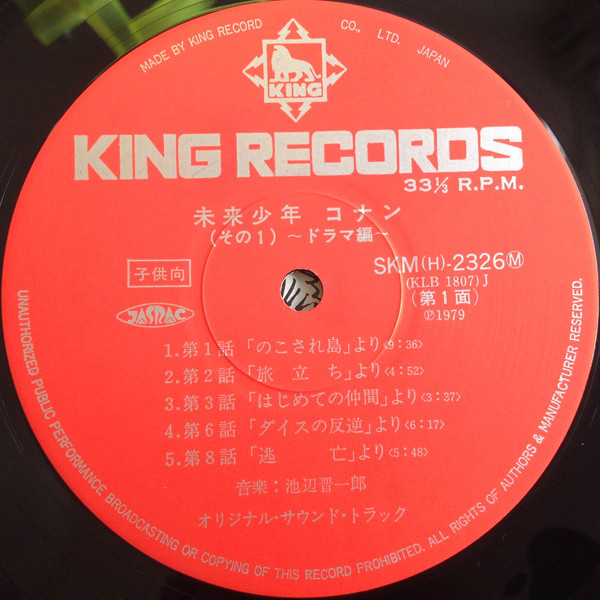 MADE BY KING RECORD CO., LTD. JAPAN
KING
KING RECORDS
33⅓ R.P.M.
未来少年 コナン
(その1)~ドラマ編~
子供向
SKM(H)-2326Ⓜ
(KLB 1807)J
(第1面)
℗1979
JASRAC
1.第1話「のこされ島」より<9:36>
2.第2話「旅立ち」より<4:52>
3.第3話「はじめての仲間」より<3:37>
4.第6話「ダイスの反逆」より<6:17>
5.第8話「逃亡」より<5:48>
音楽:池辺晋一郎
オリジナル・サウンド・トラック
UNAUTHORIZED PUBLIC PERFORMANCE BROADCASTING OR COPYING OF THIS RECORD PROHIBITED. ALL RIGHTS OF AUTHORS & MANUFACTURER RESERVED.